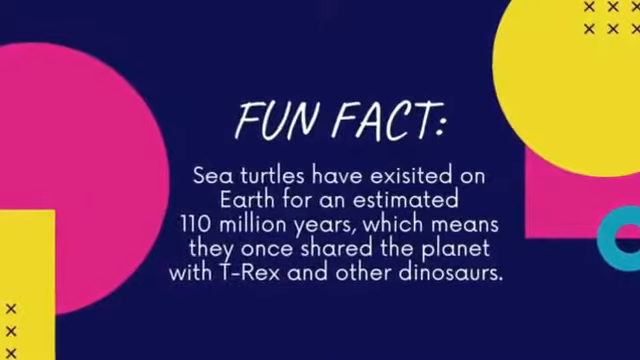 FUN FACT:
Sea turtles have exisited on
Earth for an estimated
110 million years, which means
they once shared the planet
with T-Rex and other dinosaurs.